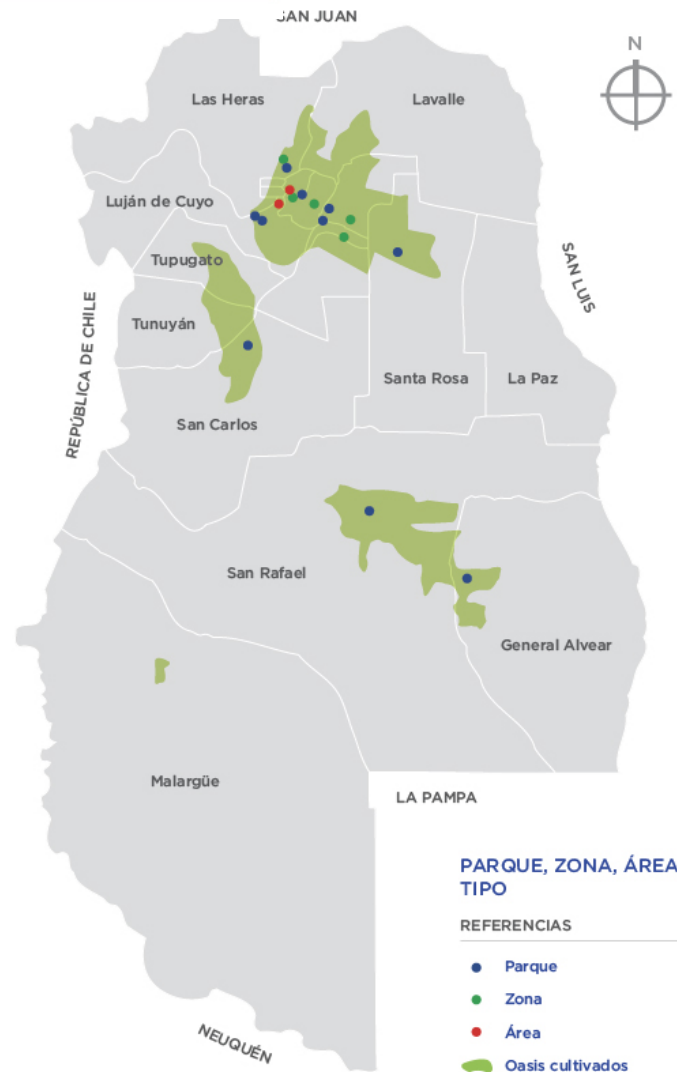 SAN JUAN
N
Las Heras
Lavalle
Luján de Cuyo
Tupugato
SAN LUIS
REPÚBLICA DE CHILE
Tunuyán
Santa Rosa
La Paz
San Carlos
San Rafael
General Alvear
Malargüe
LA PAMPA
NEUQUÉN
PARQUE, ZONA, ÁREA
TIPO
REFERENCIAS
Parque
Zona
Área
Oasis cultivados